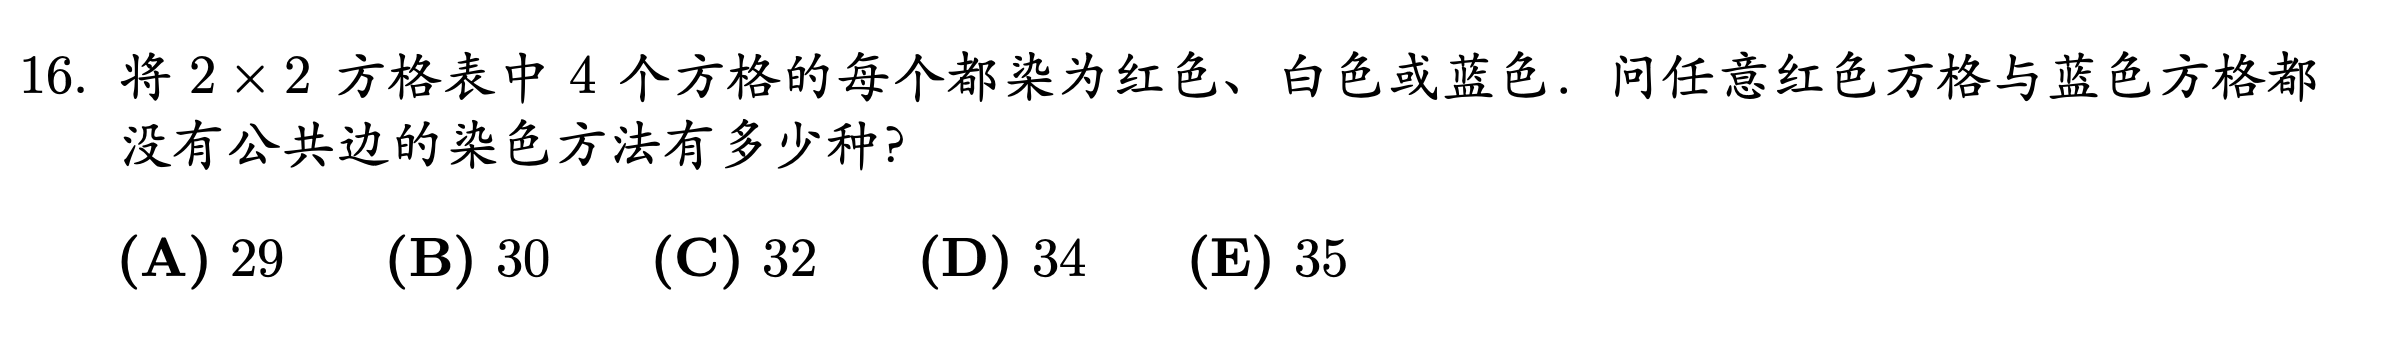 16. 将 2 × 2 方格表中 4 个方格的每个都染为红色、白色或蓝色. 问任意红色方格与蓝色方格都
没有公共边的染色方法有多少种?
(A) 29 (B) 30 (C) 32 (D) 34 (E) 35